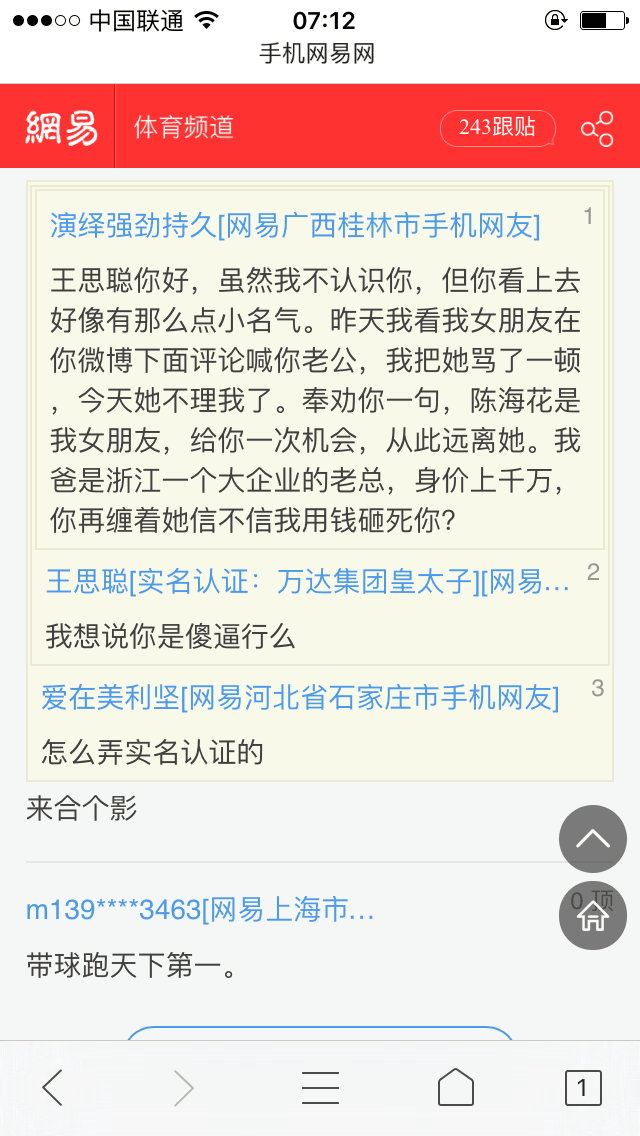 中国联通
07:12
手机网易网
網易
体育频道
243跟贴
演绎强劲持久[网易广西桂林市手机网友]
1
王思聪你好，虽然我不认识你，但你看上去
好像有那么点小名气。昨天我看我女朋友在
你微博下面评论喊你老公，我把她骂了一顿
，今天她不理我了。奉劝你一句，陈海花是
我女朋友，给你一次机会，从此远离她。我
爸是浙江一个大企业的老总，身价上千万，
你再缠着她信不信我用钱砸死你？
王思聪[实名认证：万达集团皇太子][网易…
2
我想说你是傻逼行么
爱在美利坚[网易河北省石家庄市手机网友]
3
怎么弄实名认证的
来合个影
m139****3463[网易上海市…
0 顶
带球跑天下第一。
1